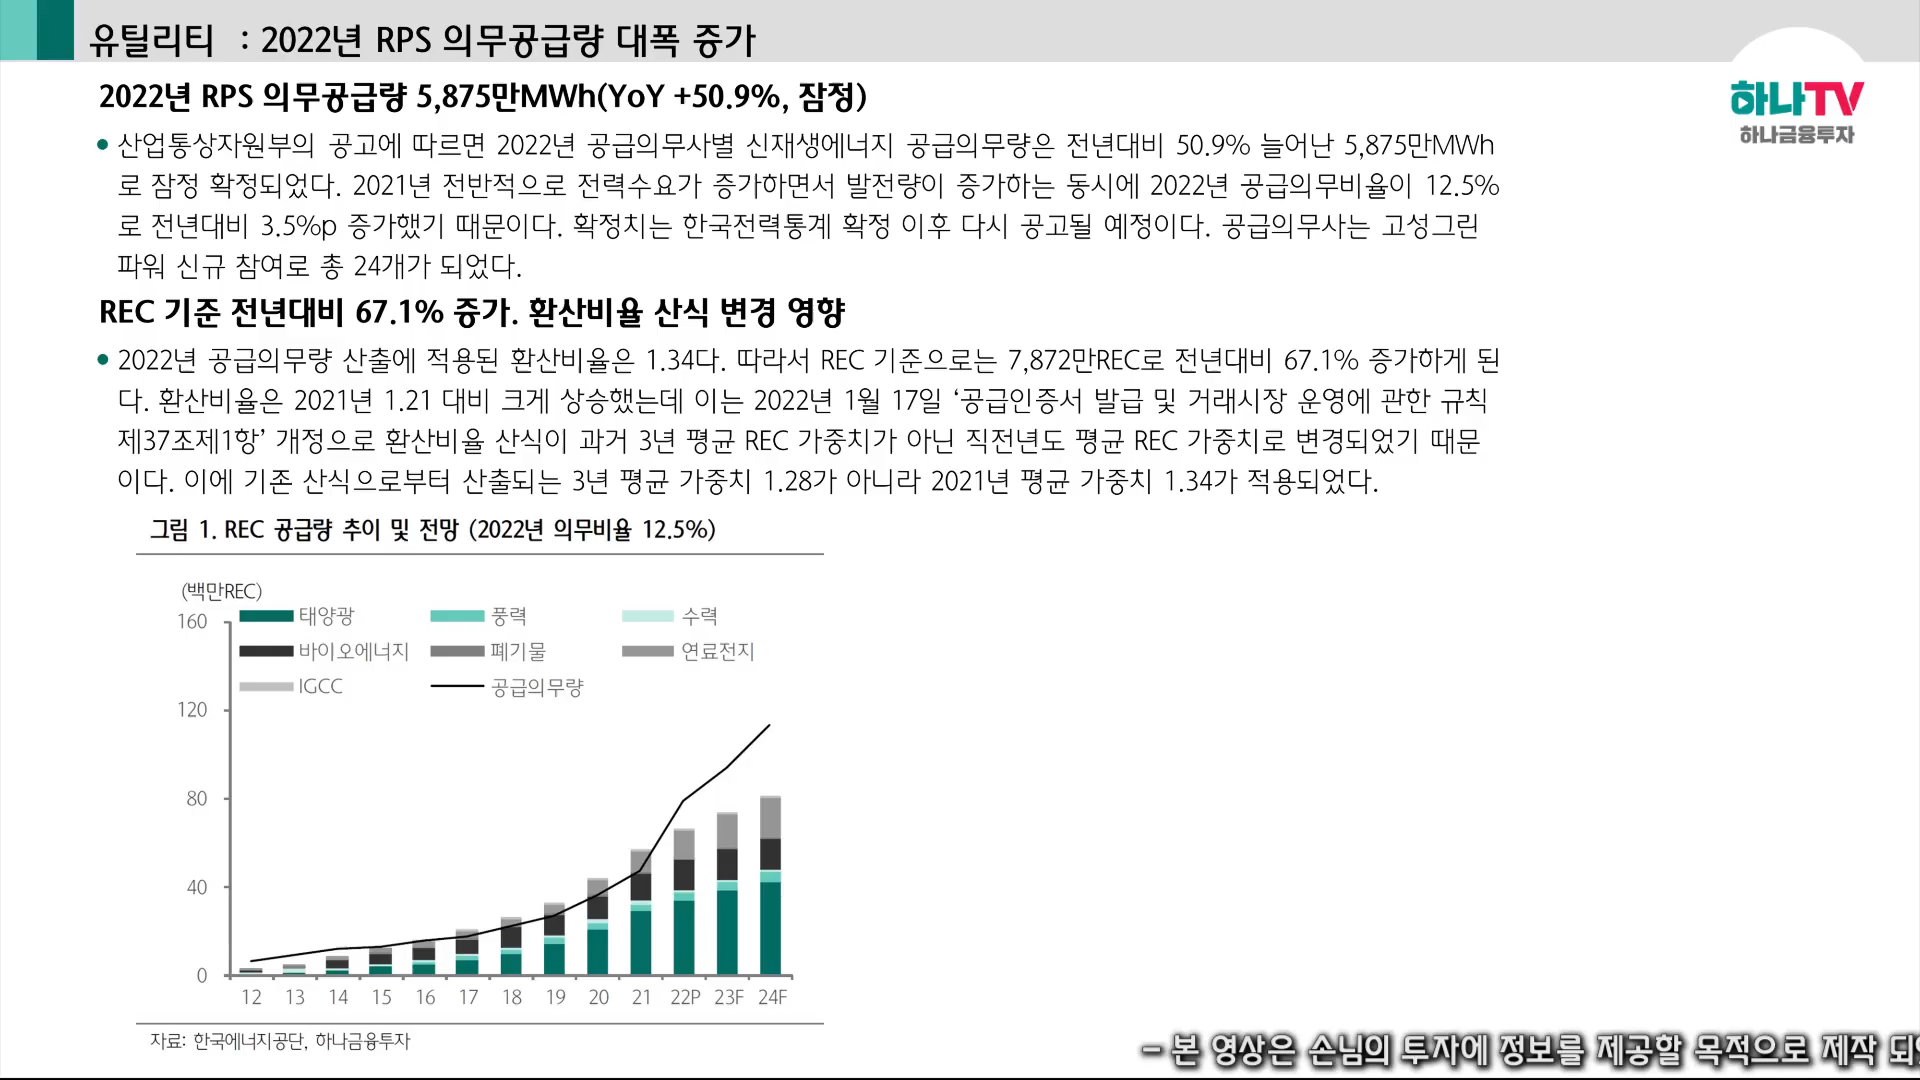 유틸리티 : 2022년 RPS 의무공급량 대폭 증가
하나TV
하나금융투자
2022년 RPS 의무공급량 5,875만MWh(YoY +50.9%, 잠정)
• 산업통상자원부의 공고에 따르면 2022년 공급의무사별 신재생에너지 공급의무량은 전년대비 50.9% 늘어난 5,875만MWh
로 잠정 확정되었다. 2021년 전반적으로 전력수요가 증가하면서 발전량이 증가하는 동시에 2022년 공급의무비율이 12.5%
로 전년대비 3.5%p 증가했기 때문이다. 확정치는 한국전력통계 확정 이후 다시 공고될 예정이다. 공급의무사는 고성그린
파워 신규 참여로 총 24개가 되었다.
REC 기준 전년대비 67.1% 증가. 환산비율 산식 변경 영향
• 2022년 공급의무량 산출에 적용된 환산비율은 1.34다. 따라서 REC 기준으로는 7,872만REC로 전년대비 67.1% 증가하게 된
다. 환산비율은 2021년 1.21 대비 크게 상승했는데 이는 2022년 1월 17일 ‘공급인증서 발급 및 거래시장 운영에 관한 규칙
제37조제1항’ 개정으로 환산비율 산식이 과거 3년 평균 REC 가중치가 아닌 직전년도 평균 REC 가중치로 변경되었기 때문
이다. 이에 기존 산식으로부터 산출되는 3년 평균 가중치 1.28가 아니라 2021년 평균 가중치 1.34가 적용되었다.
그림 1. REC 공급량 추이 및 전망 (2022년 의무비율 12.5%)
(백만REC)
160
태양광 풍력 수력
바이오에너지 폐기물 연료전지
IGCC 공급의무량
120
80
40
0
12 13 14 15 16 17 18 19 20 21 22P 23F 24F
자료: 한국에너지공단, 하나금융투자
- 본 영상은 손님의 투자에 정보를 제공할 목적으로 제작